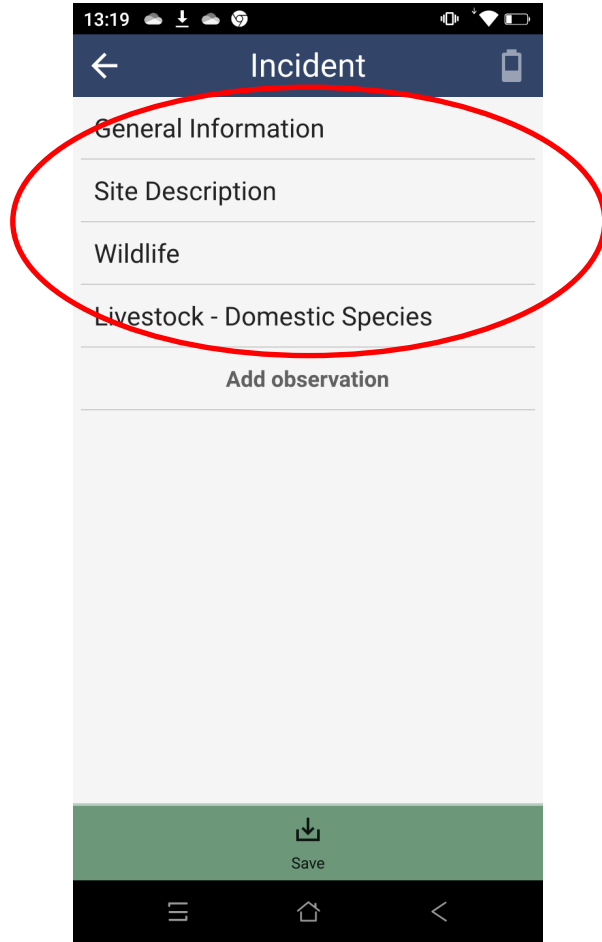 13:19
Incident
General Information
Site Description
Wildlife
Livestock - Domestic Species
Add observation
Save